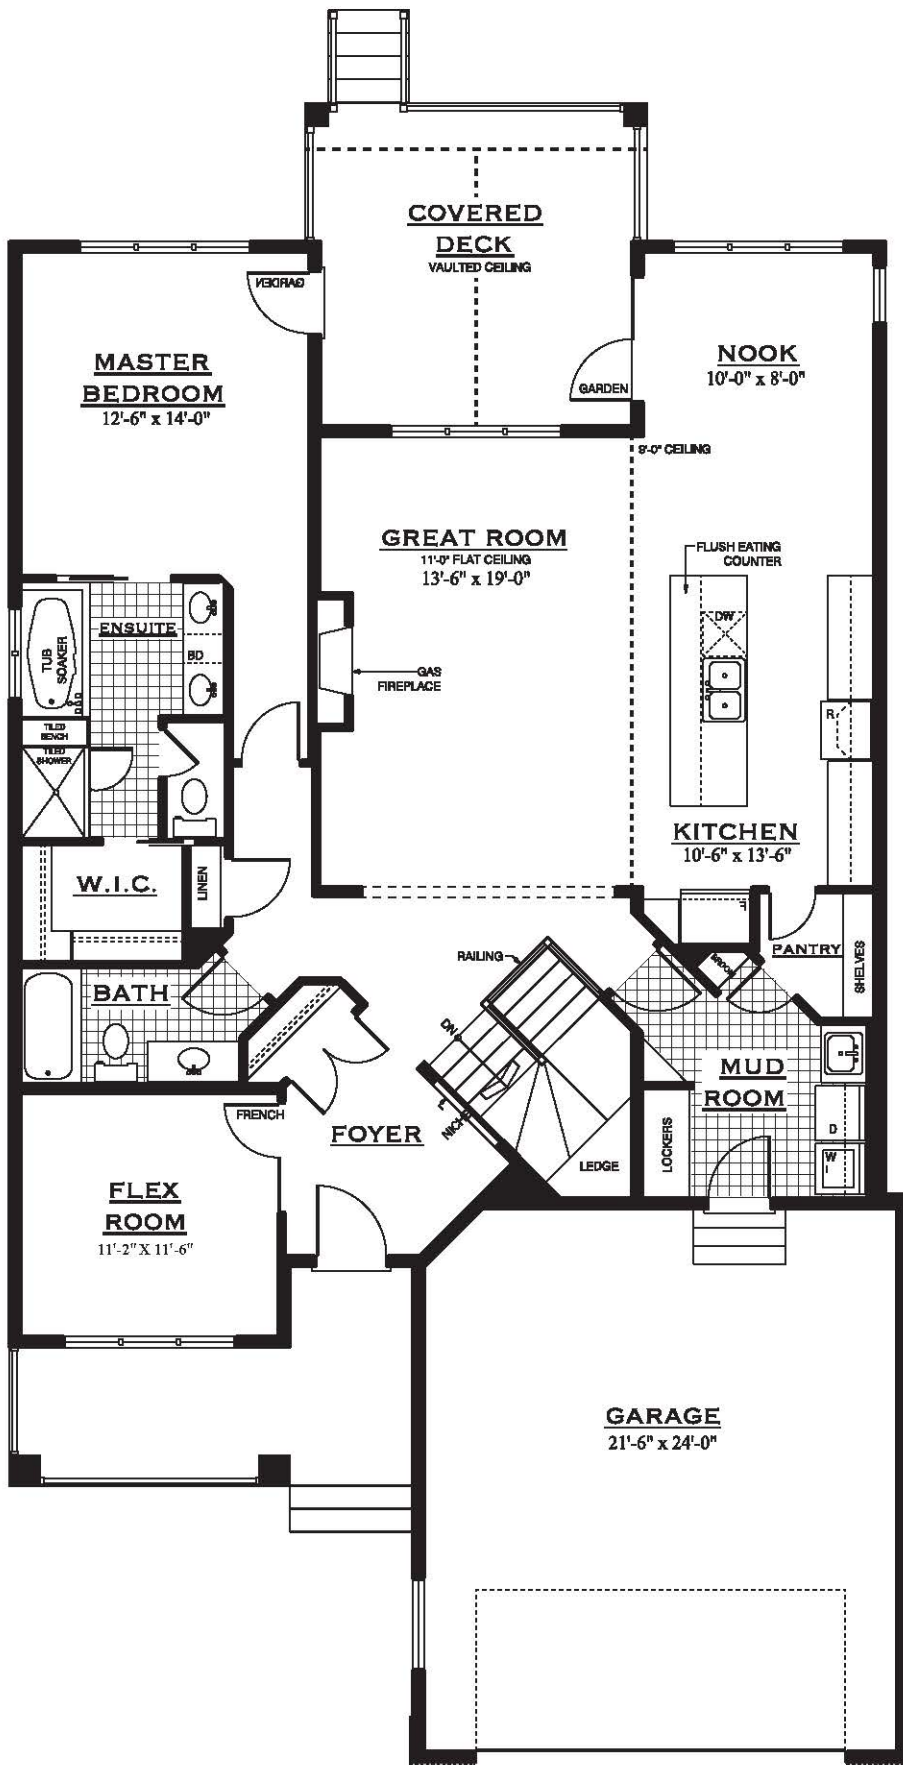 COVERED
DECK
VAULTED CEILING
GARDEN
MASTER
BEDROOM
12'-6" x 14'-0"
NOOK
10'-0" x 8'-0"
GARDEN
9'-0" CEILING
GREAT ROOM
11'-0" FLAT CEILING
13'-6" x 19'-0"
FLUSH EATING
COUNTER
ENSUITE
TUB
SOAKER
BD
DW
GAS
FIREPLACE
R
TILED
BENCH
TILED
SHOWER
KITCHEN
10'-6" x 13'-6"
W.I.C.
LINEN
F
PANTRY
SHELVES
RAILING
BROOM
BATH
DN
MUD
ROOM
FRENCH
FOYER
NICHE
LOCKERS
D
W
LEDGE
FLEX
ROOM
11'-2" X 11'-6"
GARAGE
21'-6" x 24'-0"